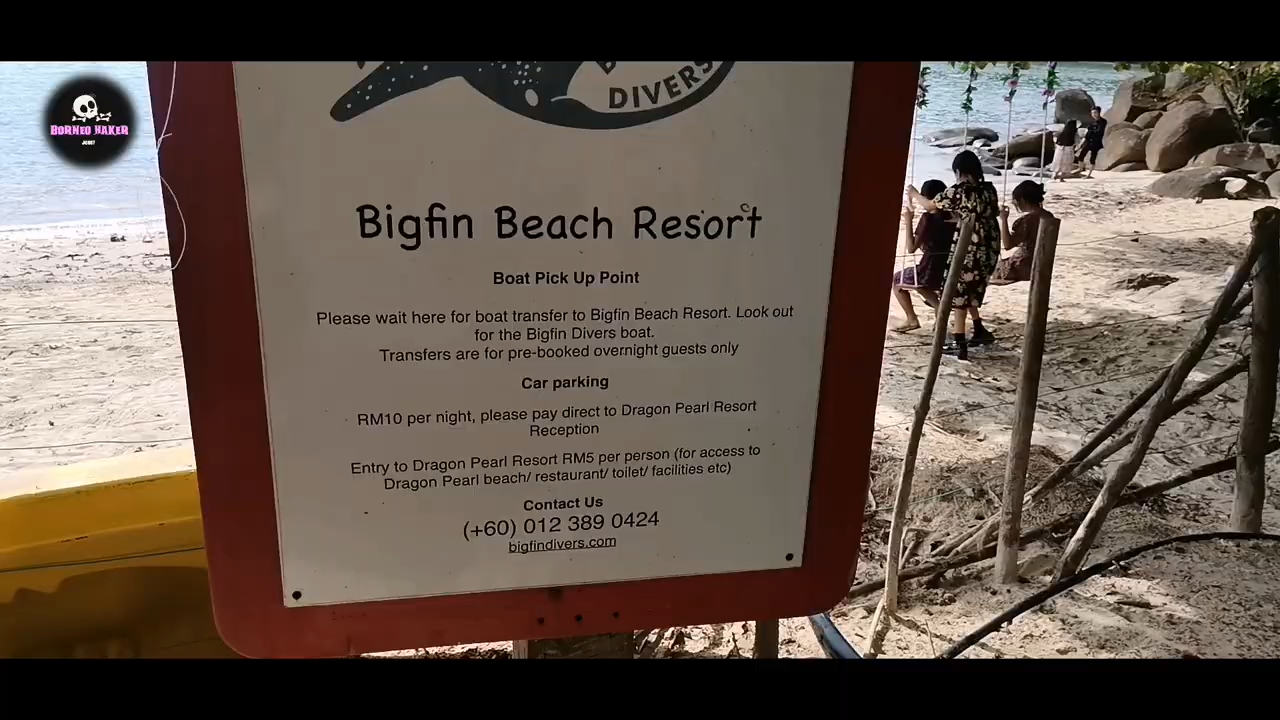 BORNEO HAKER
DIVERS
Bigfin Beach Resort
Boat Pick Up Point
Please wait here for boat transfer to Bigfin Beach Resort. Look out
for the Bigfin Divers boat.
Transfers are for pre-booked overnight guests only
Car parking
RM10 per night, please pay direct to Dragon Pearl Resort
Reception
Entry to Dragon Pearl Resort RM5 per person (for access to
Dragon Pearl beach/ restaurant/ toilet/ facilities etc)
Contact Us
(+60) 012 389 0424
bigfindivers.com